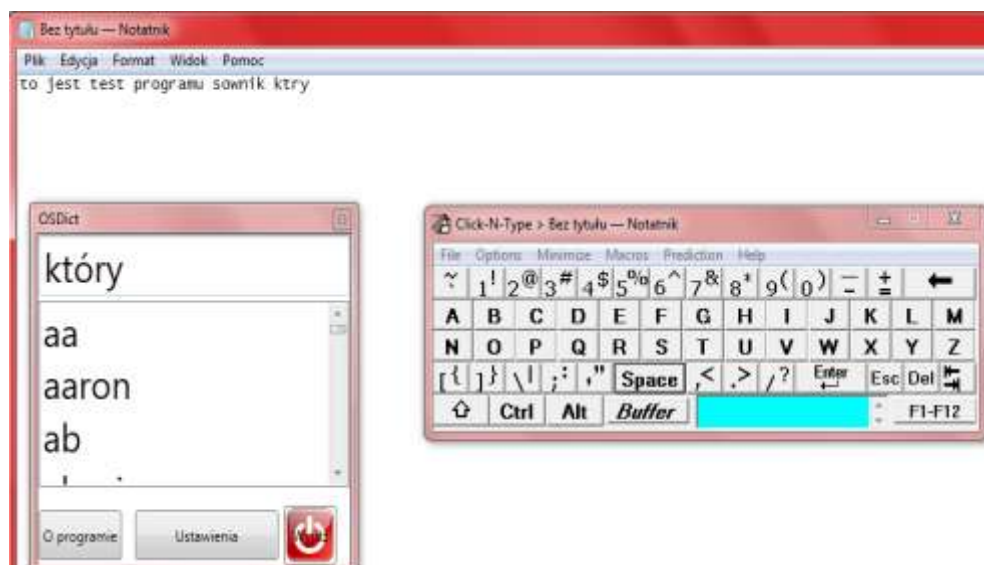 Bez tytułu — Notatnik
Plik Edycja Format Widok Pomoc
to jest test programu sownik ktry
OSDict
który
aa
aaron
ab
O programie Ustawienia
Click-N-Type > Bez tytułu — Notatnik
File Options Minimize Macros Prediction Help
~ ` 1 ! 2 @ 3 # 4 $ 5 % 6 ^ 7 & 8 * 9 ( 0 ) _ - + =
A B C D E F G H I J K L M
N O P Q R S T U V W X Y Z
[ { ] } \ | ; : ' " Space , < . > / ? Enter Esc Del
Ctrl Alt Buffer F1-F12